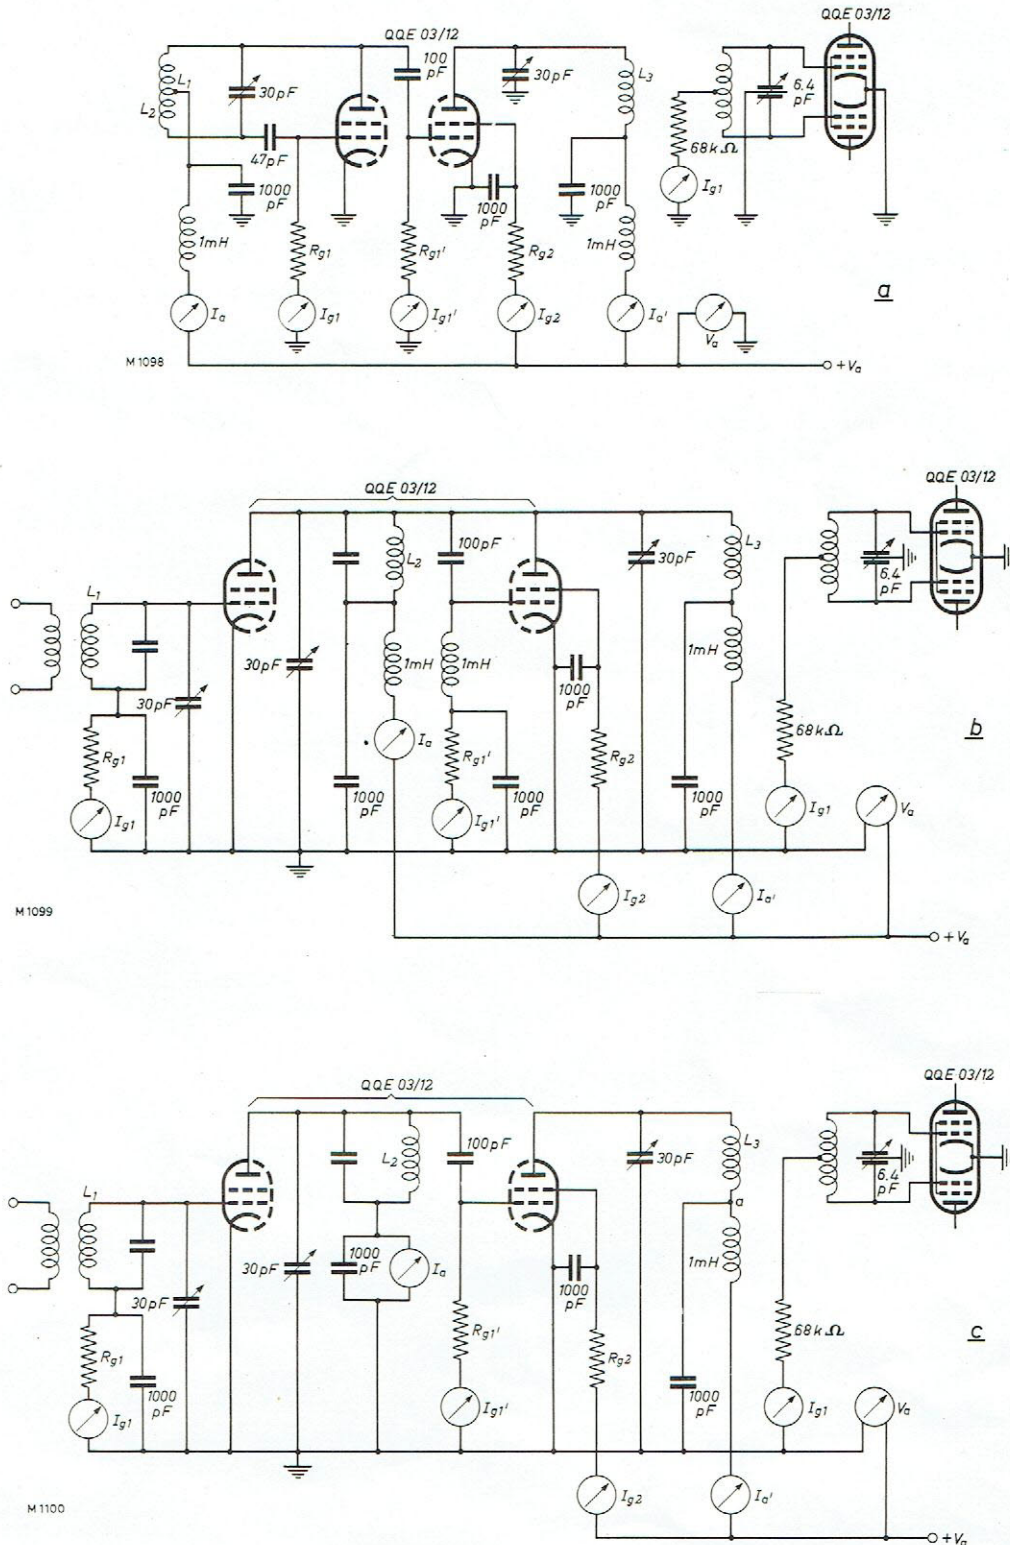 QQE 03/12
QQE 03/12
L1
L2
30pF
100
pF
30pF
L3
6.4
pF
47pF
1000
pF
1000
pF
1000
pF
68kΩ
Ig1
1mH
Rg1
Rg1'
Rg2
1mH
Ia
Ig1
Ig1'
Ig2
Ia'
Va
a
M 1098
+Va
QQE 03/12
QQE 03/12
L1
L2
100pF
30pF
L3
6.4
pF
30pF
30pF
1mH
1mH
1000
pF
1mH
Rg1
1000
pF
Ia
1000
pF
Rg1'
1000
pF
Rg2
1000
pF
68kΩ
b
Ig1
Ig1'
Ig1
Va
Ig2
Ia'
M 1099
+Va
QQE 03/12
QQE 03/12
L1
L2
100pF
30pF
L3
a
6.4
pF
30pF
30pF
1000
pF
Ia
1000
pF
1mH
Rg1
1000
pF
Rg1'
Rg2
1000
pF
68kΩ
c
Ig1
Ig1'
Ig1
Va
Ig2
Ia'
M 1100
+Va